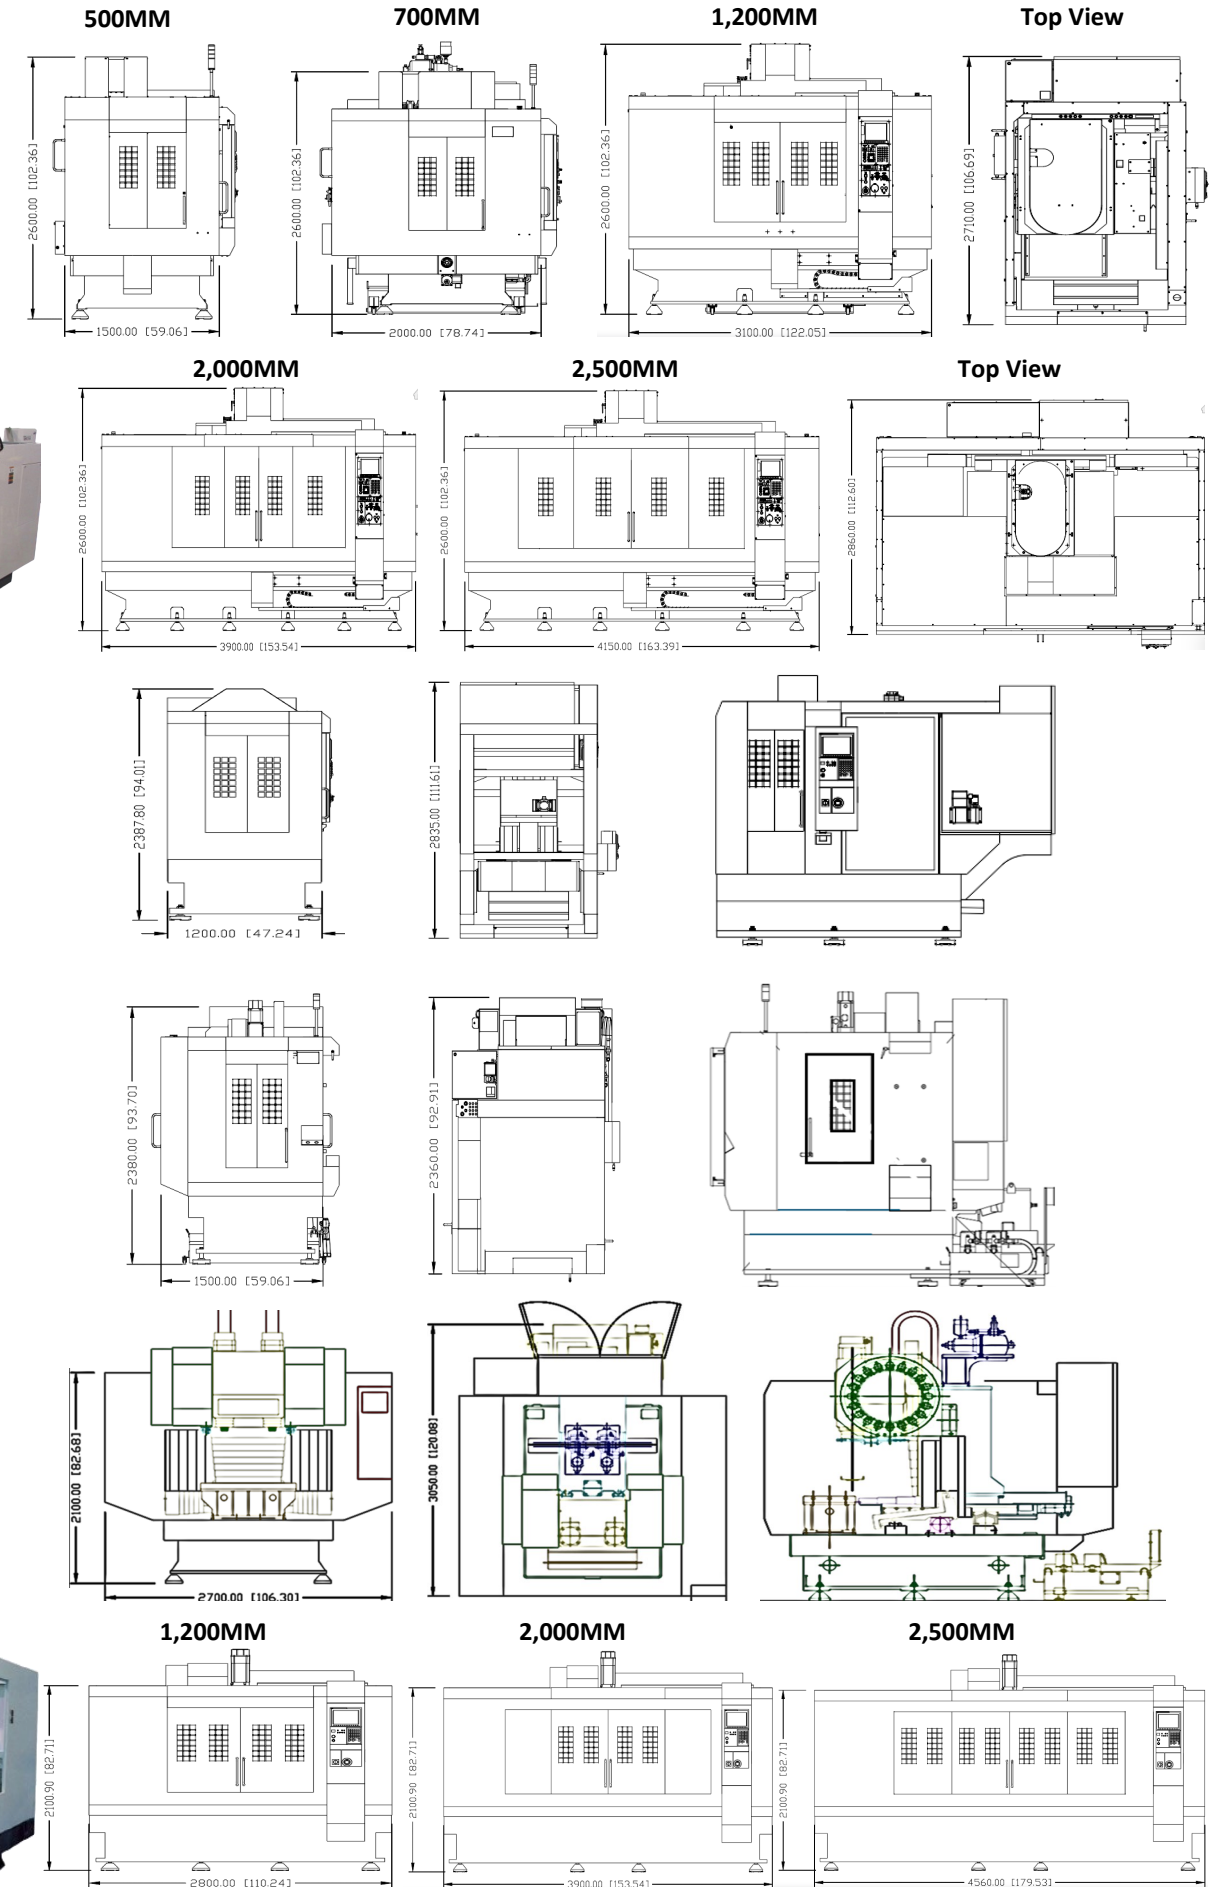 500MM
700MM
1,200MM
Top View
2600.00 [102.36]
2600.00 [102.36]
2600.00 [102.36]
2710.00 [106.69]
1500.00 [59.06]
2000.00 [78.74]
3100.00 [122.05]
2,000MM
2,500MM
Top View
2600.00 [102.36]
2600.00 [102.36]
2860.00 [112.60]
3900.00 [153.54]
4150.00 [163.39]
2387.80 [94.01]
2835.00 [111.61]
1200.00 [47.24]
2380.00 [93.70]
2360.00 [92.91]
1500.00 [59.06]
2100.00 [82.68]
3050.00 [120.08]
2700.00 [106.30]
1,200MM
2,000MM
2,500MM
2100.90 [82.71]
2100.90 [82.71]
2100.90 [82.71]
2800.00 [110.24]
3900.00 [153.54]
4560.00 [179.53]